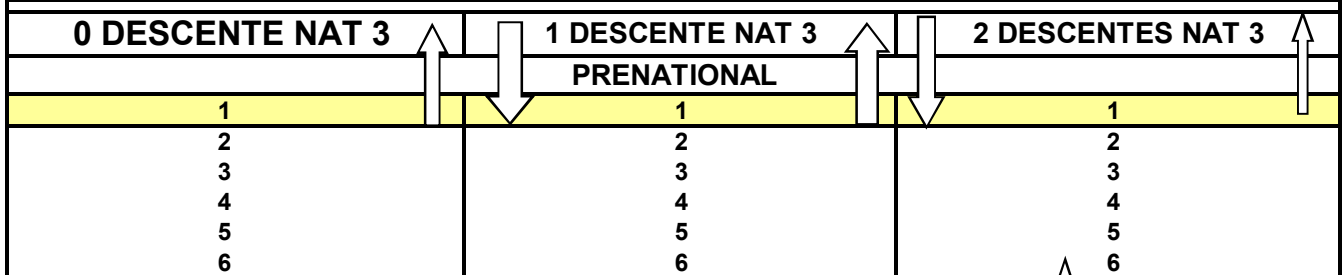 0 DESCENTE NAT 3 1 DESCENTE NAT 3 2 DESCENTES NAT 3
PRENATIONAL
1 1 1
2 2 2
3 3 3
4 4 4
5 5 5
6 6 6